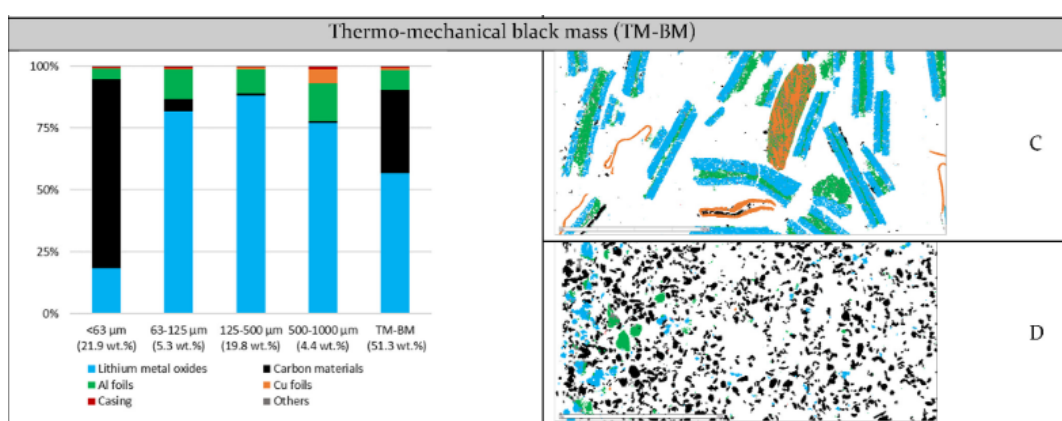 Thermo-mechanical black mass (TM-BM)
100%
75%
50%
25%
0%
<63 µm 63-125 µm 125-500 µm 500-1000 µm TM-BM
(21.9 wt.%) (5.3 wt.%) (19.8 wt.%) (4.4 wt.%) (51.3 wt.%)
Lithium metal oxides Carbon materials
Al foils Cu foils
Casing Others
C
D